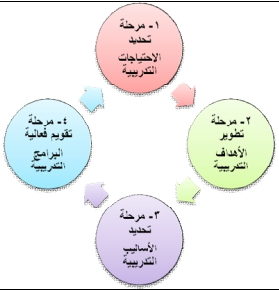 ١- مرحلة
تحديد
الاحتياجات
التدريبية
٢- مرحلة
تطوير
الأهداف
التدريبية
٣- مرحلة
تحديد
الأساليب
التدريبية
٤- مرحلة
تقويم فعالية
البرامج
التدريبية